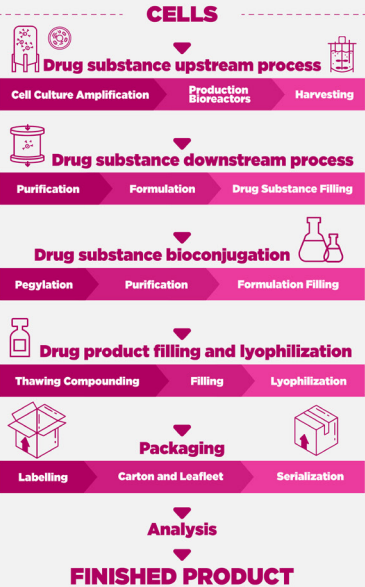 CELLS
Drug substance upstream process
Cell Culture Amplification
Production
Bioreactors
Harvesting
Drug substance downstream process
Purification
Formulation
Drug Substance Filling
Drug substance bioconjugation
Pegylation
Purification
Formulation Filling
Drug product filling and lyophilization
Thawing Compounding
Filling
Lyophilization
Packaging
Labelling
Carton and Leafleet
Serialization
Analysis
FINISHED PRODUCT